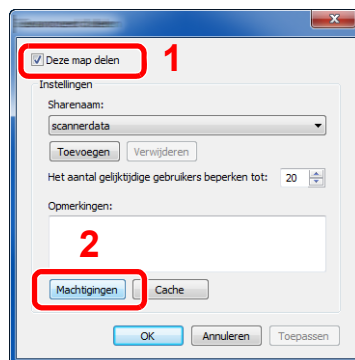 Deze map delen 1
Instellingen
Sharenaam:
scannerdata
Toevoegen Verwijderen
Het aantal gelijktijdige gebruikers beperken tot: 20
Opmerkingen:
2
Machtigingen Cache
OK Annuleren Toepassen